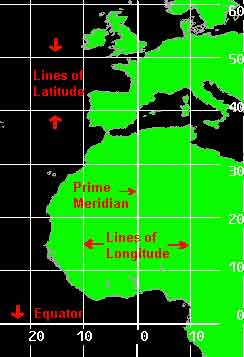 60
50
Lines of
Latitude
40
30
Prime
Meridian
20
Lines of
Longitude
10
Equator
0
20
10
0
10